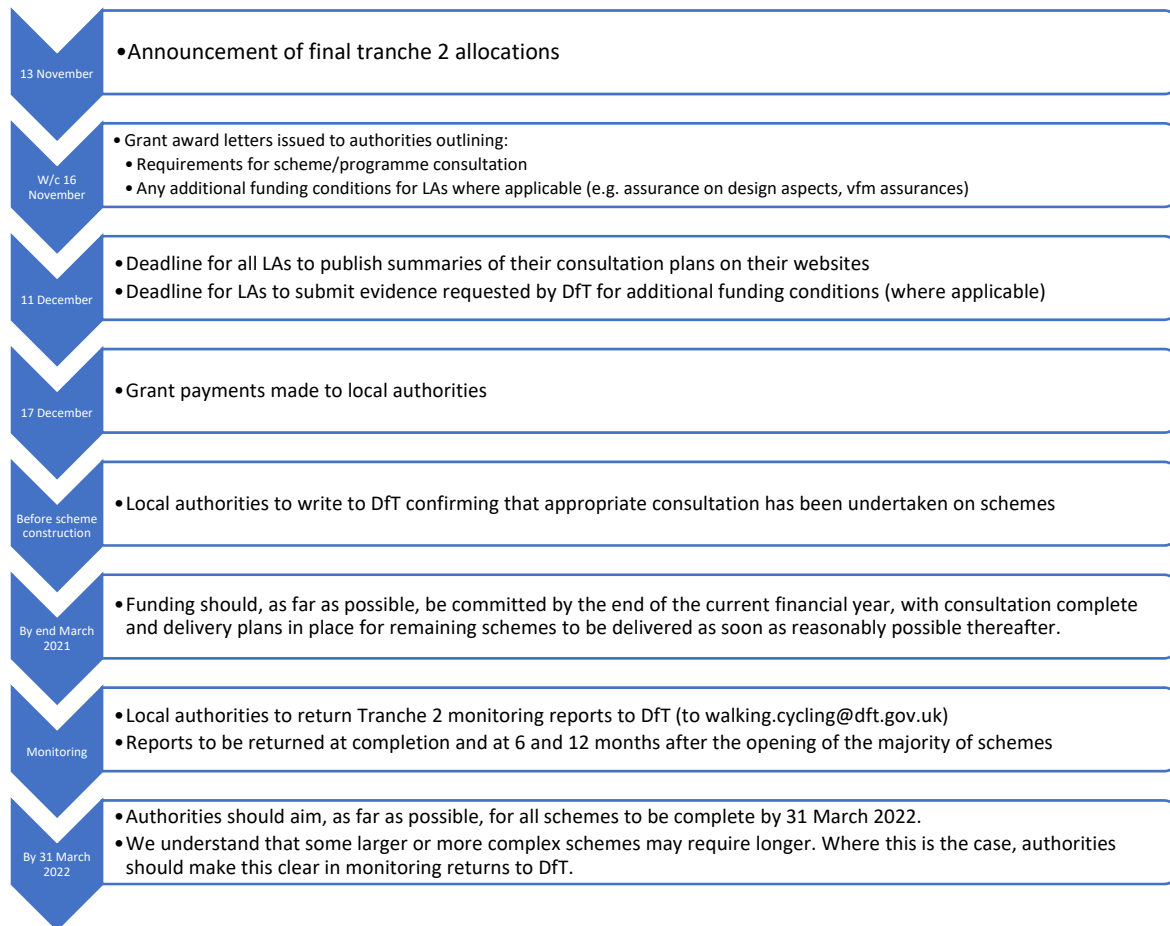 13 November
•Announcement of final tranche 2 allocations
W/c 16
November
• Grant award letters issued to authorities outlining:
• Requirements for scheme/programme consultation
• Any additional funding conditions for LAs where applicable (e.g. assurance on design aspects, vfm assurances)
11 December
•Deadline for all LAs to publish summaries of their consultation plans on their websites
•Deadline for LAs to submit evidence requested by DfT for additional funding conditions (where applicable)
17 December
•Grant payments made to local authorities
Before scheme
construction
•Local authorities to write to DfT confirming that appropriate consultation has been undertaken on schemes
By end March
2021
•Funding should, as far as possible, be committed by the end of the current financial year, with consultation complete
and delivery plans in place for remaining schemes to be delivered as soon as reasonably possible thereafter.
Monitoring
•Local authorities to return Tranche 2 monitoring reports to DfT (to walking.cycling@dft.gov.uk)
•Reports to be returned at completion and at 6 and 12 months after the opening of the majority of schemes
By 31 March
2022
•Authorities should aim, as far as possible, for all schemes to be complete by 31 March 2022.
•We understand that some larger or more complex schemes may require longer. Where this is the case, authorities
should make this clear in monitoring returns to DfT.